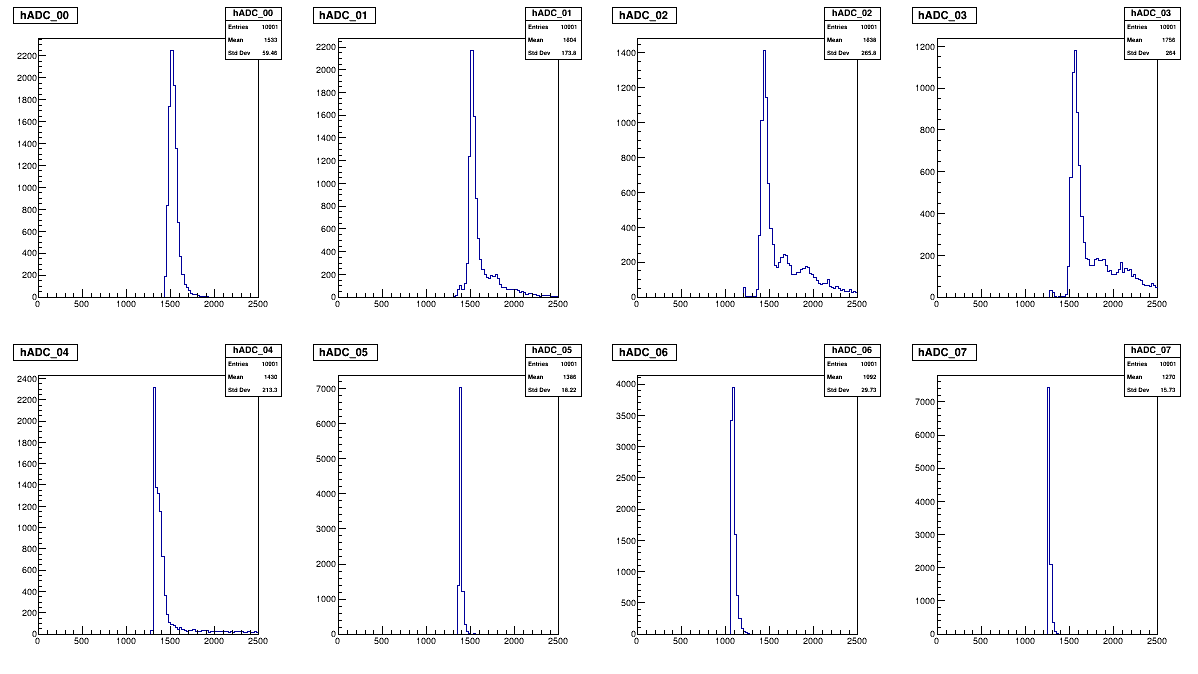 hADC_00
hADC_00
Entries 10001
Mean 1533
Std Dev 59.46
2200
2000
1800
1600
1400
1200
1000
800
600
400
200
0
0 500 1000 1500 2000 2500
hADC_01
hADC_01
Entries 10001
Mean 1604
Std Dev 173.8
2200
2000
1800
1600
1400
1200
1000
800
600
400
200
0
0 500 1000 1500 2000 2500
hADC_02
hADC_02
Entries 10001
Mean 1638
Std Dev 265.8
1400
1200
1000
800
600
400
200
0
0 500 1000 1500 2000 2500
hADC_03
hADC_03
Entries 10001
Mean 1756
Std Dev 264
1200
1000
800
600
400
200
0
0 500 1000 1500 2000 2500
hADC_04
hADC_04
Entries 10001
Mean 1430
Std Dev 213.3
2400
2200
2000
1800
1600
1400
1200
1000
800
600
400
200
0
0 500 1000 1500 2000 2500
hADC_05
hADC_05
Entries 10001
Mean 1386
Std Dev 18.22
7000
6000
5000
4000
3000
2000
1000
0
0 500 1000 1500 2000 2500
hADC_06
hADC_06
Entries 10001
Mean 1092
Std Dev 29.73
4000
3500
3000
2500
2000
1500
1000
500
0
0 500 1000 1500 2000 2500
hADC_07
hADC_07
Entries 10001
Mean 1270
Std Dev 15.73
7000
6000
5000
4000
3000
2000
1000
0
0 500 1000 1500 2000 2500